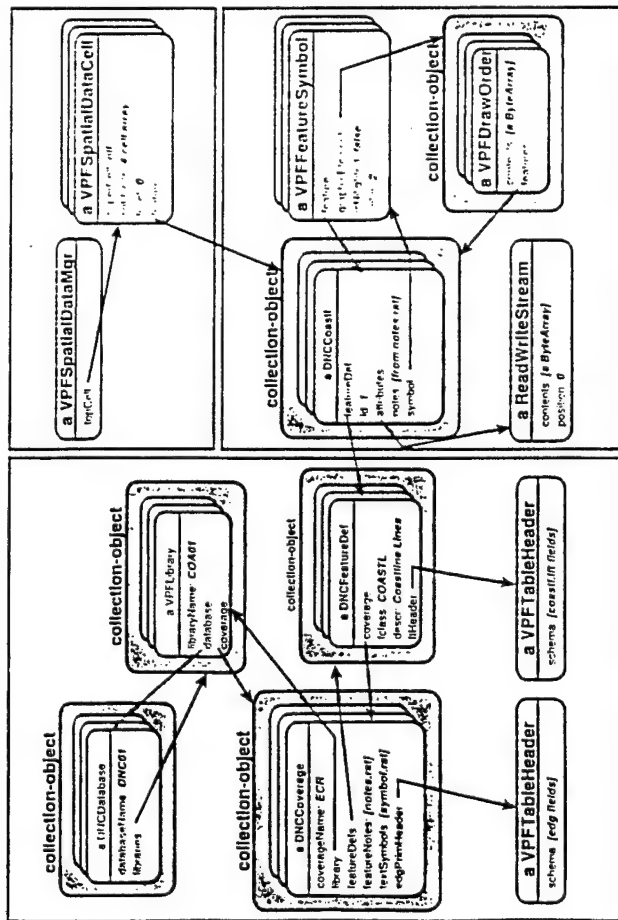 collection-object
a DNCDatabase
databaseName DNC01
libraries
collection-object
a VPFLibrary
libraryName: COA01
database
coverage
collection-object
a DNCCoverage
coverageName: ECR
library
featureDefs
featureNotes: [notes.rat]
textSymbols [symbol.rat]
edgPrimHeader
collection-object
a DNCFeatureDef
coverage
fclass COASTL
descr: Coastline Lines
a VPFTableHeader
schema [edg fields]
a VPFTableHeader
schema [coastl.lft fields]
a VPFSpatialDataMgr
topCell
a VPFSpatialDataCell
collection-object
a DNCCoastl
featureDef
id 1
attributes
notes [from notes rat]
symbol
a VPFFeatureSymbol
feature
false
collection-object
a VPFDrawOrder
contents [a ByteArray]
features
a ReadWriteStream
contents [a ByteArray]
position 0